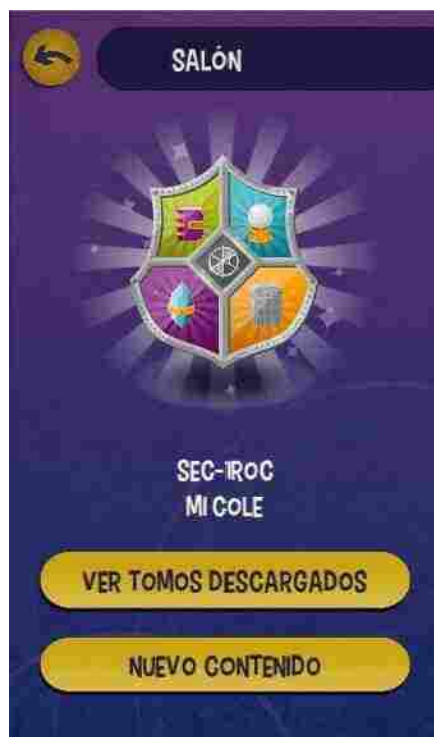 SALÓN
SEC-1ROC
MI COLE
VER TOMOS DESCARGADOS
NUEVO CONTENIDO